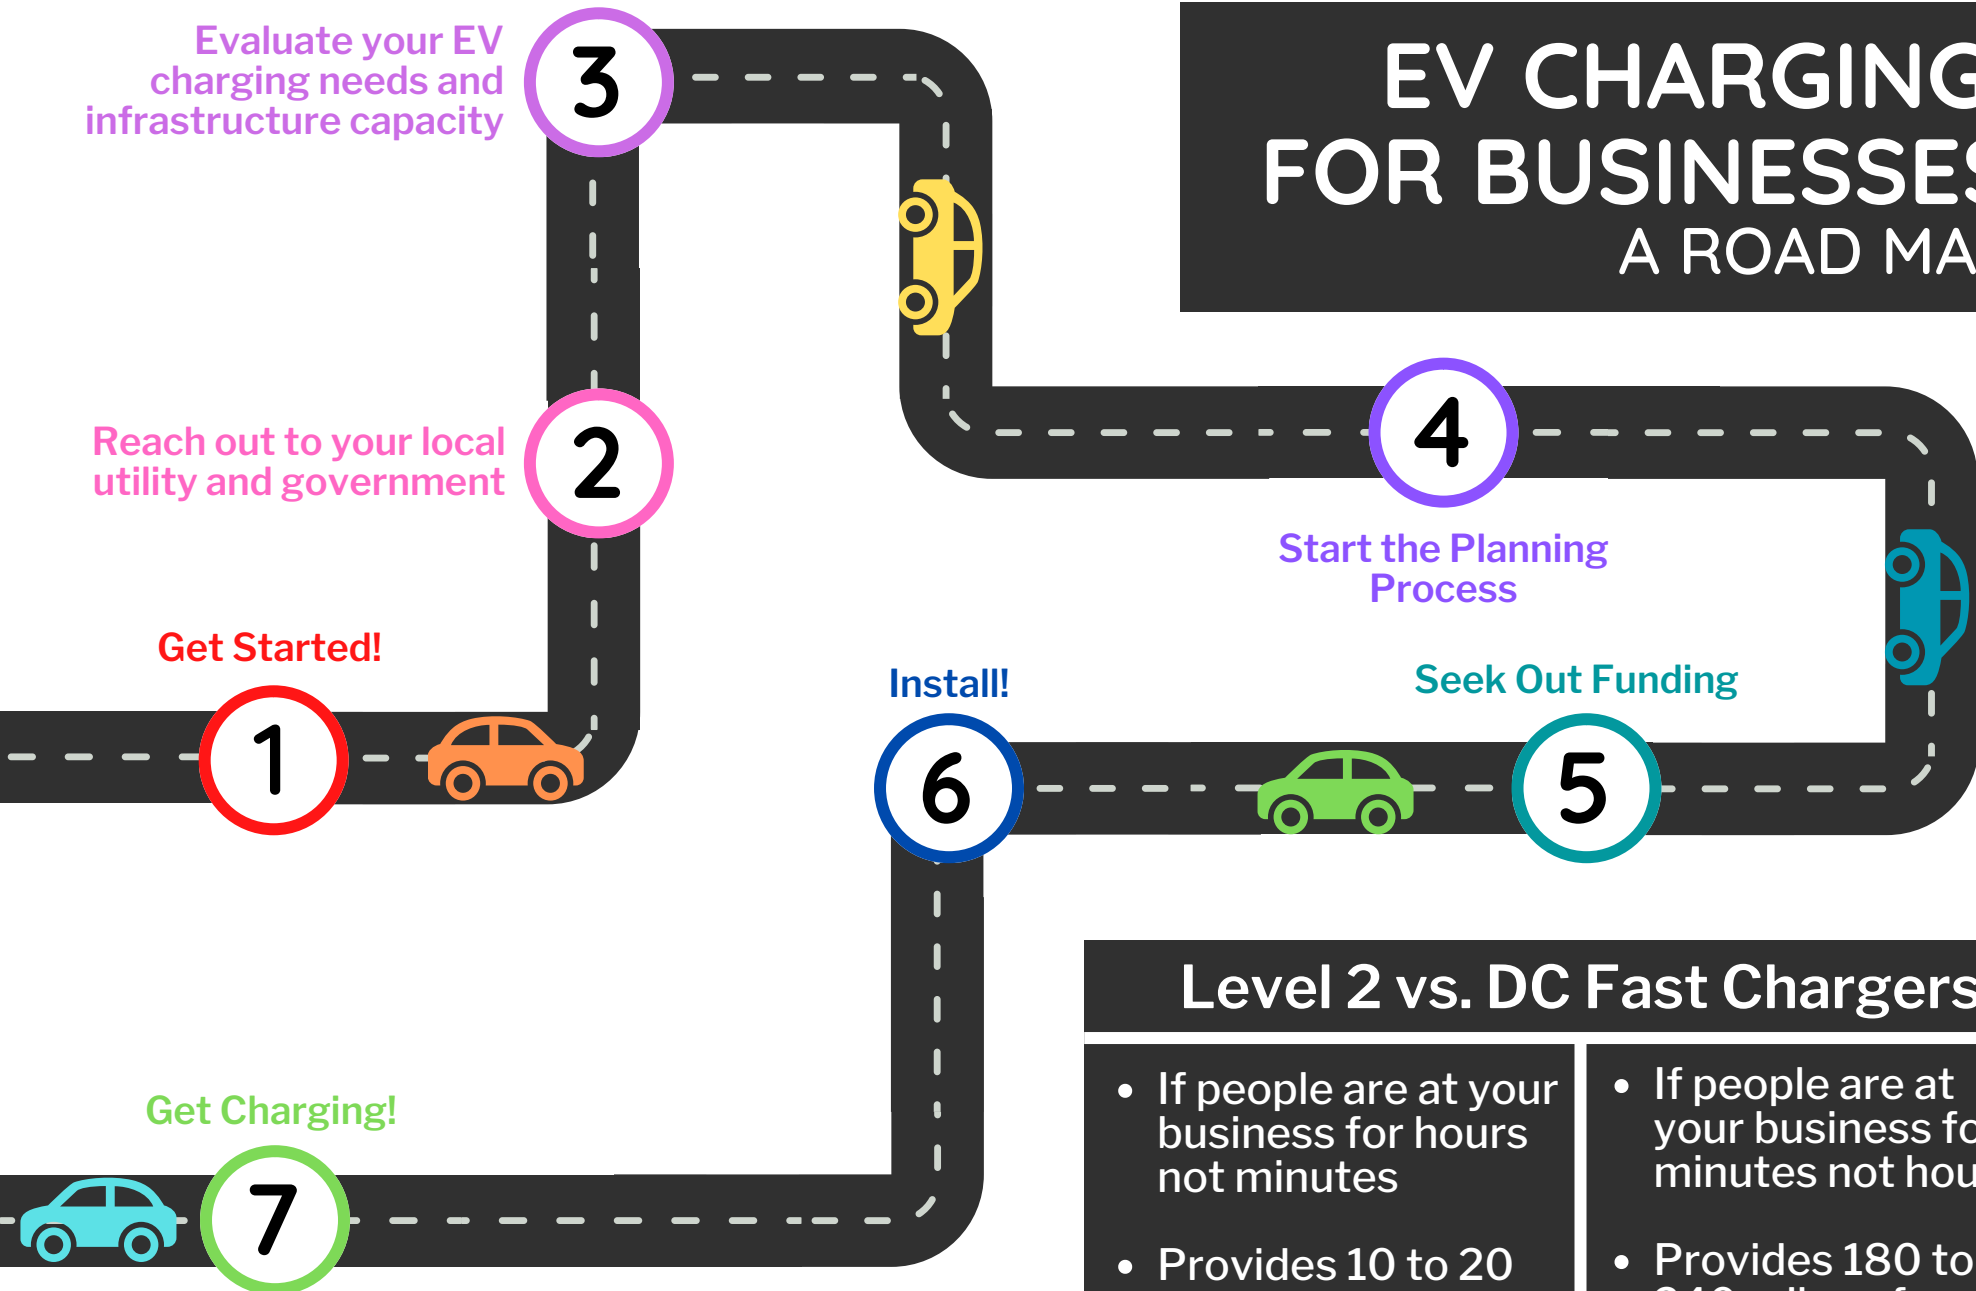 EV CHARGING
FOR BUSINESSES
A ROAD MA
Evaluate your EV
charging needs and
infrastructure capacity
3
Reach out to your local
utility and government
2
Get Started!
1
4
Start the Planning
Process
Seek Out Funding
5
Install!
6
Get Charging!
7
Level 2 vs. DC Fast Chargers
• If people are at your
business for hours
not minutes
• Provides 10 to 20
• If people are at
your business fo
minutes not hou
• Provides 180 to